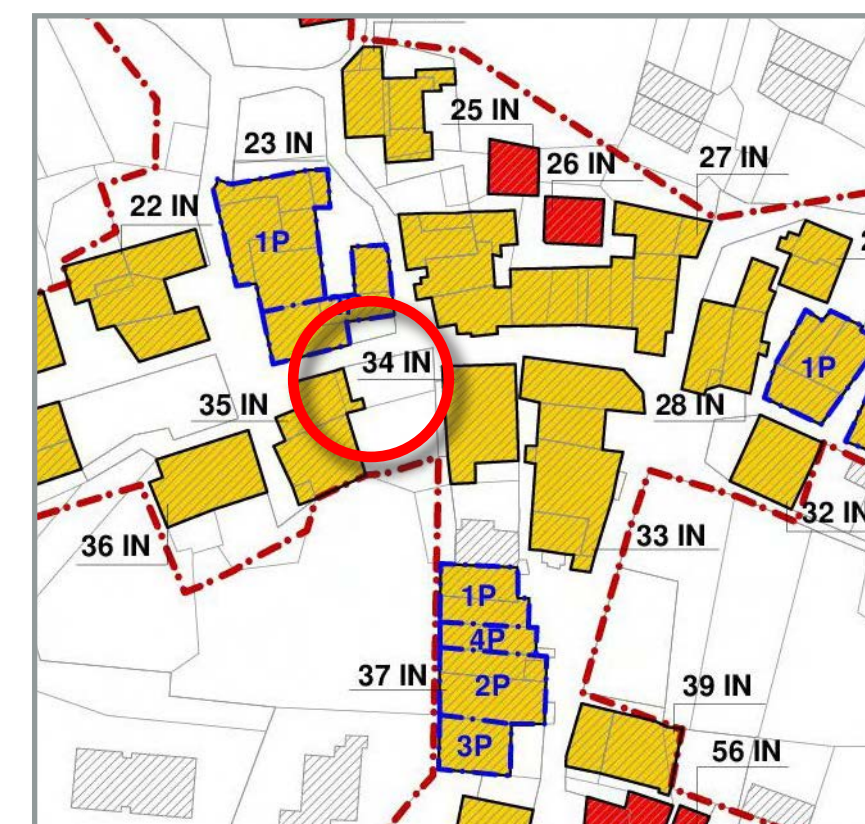 25 IN
23 IN
26 IN
27 IN
22 IN
1P
34 IN
1P
35 IN
28 IN
32 IN
33 IN
36 IN
1P
4P
37 IN
2P
39 IN
3P
56 IN